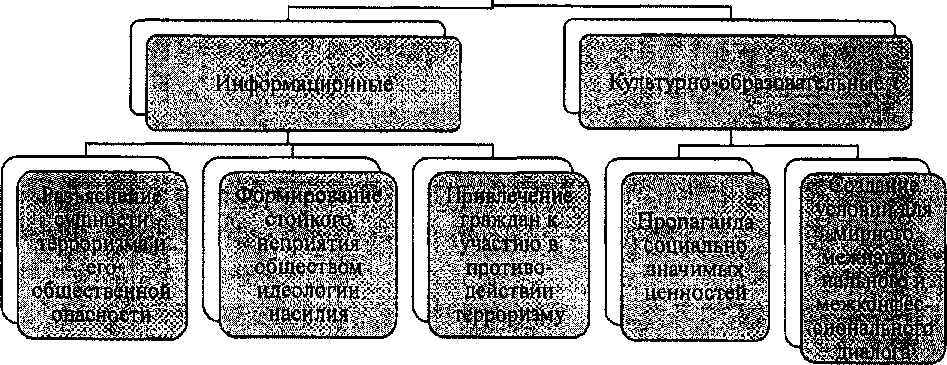 Информационные
Культурно-образовательные
Разъяснение
сущности
терроризма и
его
общественной
опасности
Формирование
стойкого
неприятия
обществом
идеологии
насилия
Привлечение
граждан к
участию в
противо-
действии
терроризму
Пропаганда
социально
значимых
ценностей
Создание
условий для
мирного
межнацио-
нального и
межконфес-
сионального
диалога